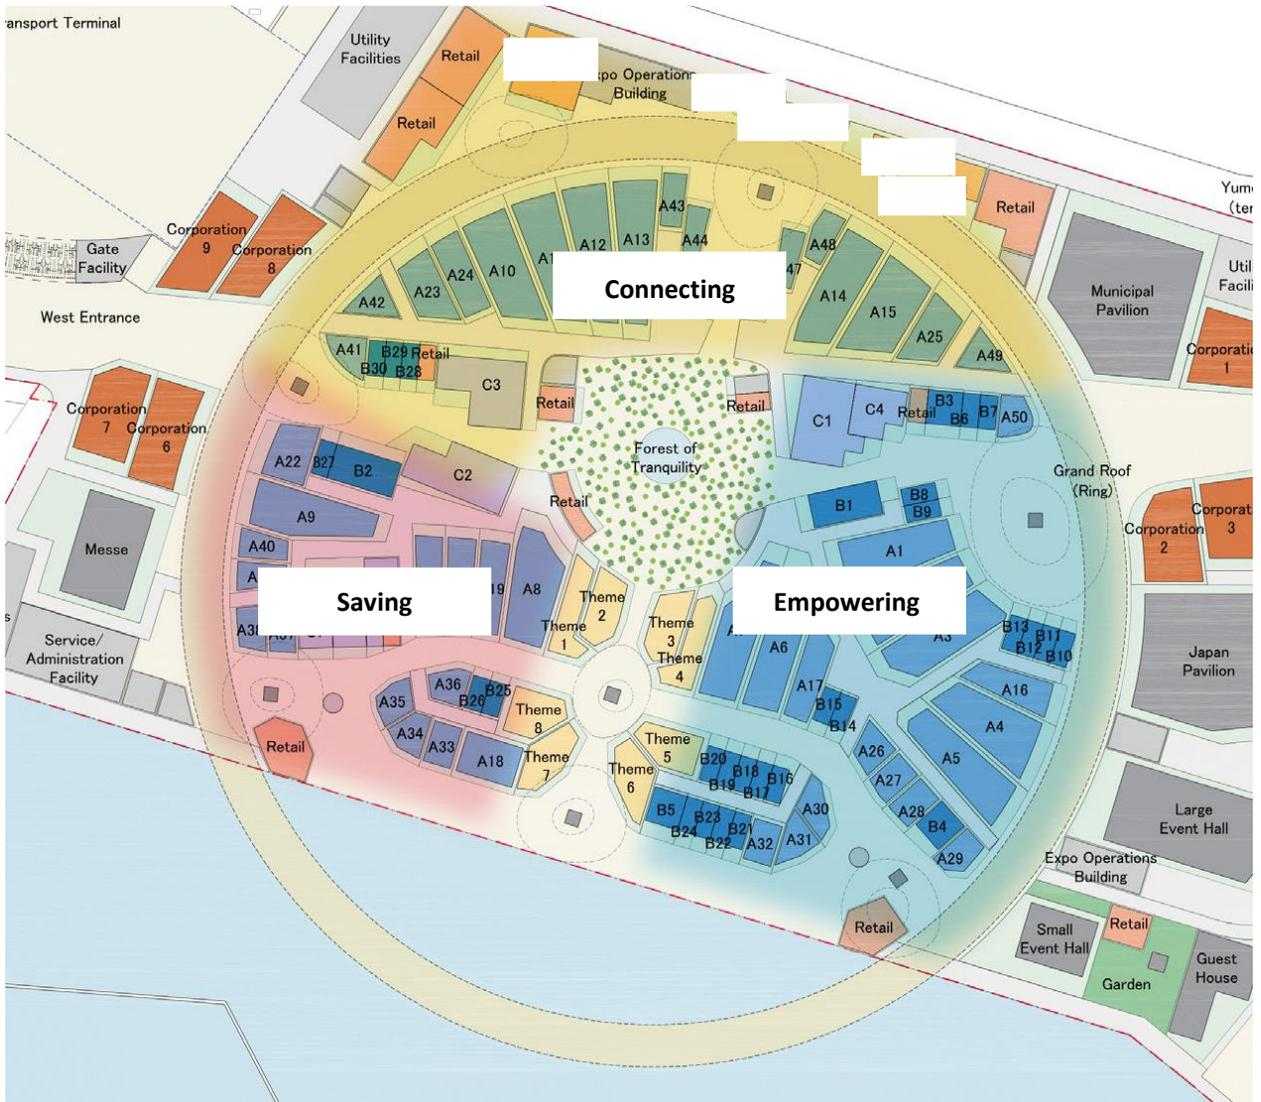 ansport Terminal
Utility
Facilities
Retail
Retail
xpo Operations
Building
Retail
Yum
(ter
Corporation
9
Corporation
8
Gate
Facility
West Entrance
A43
A44
A12
A13
A10
A24
A23
A42
A48
47
A14
A15
A25
A49
Connecting
Municipal
Pavilion
Util
Facili
Corporati
1
A41
B29
Retail
B30
B28
C3
Retail
Retail
C1
C4
Retail
B3
B6
B7
A50
Corporation
7
Corporation
6
Forest of
Tranquility
Grand Roof
(Ring)
A22
B27
B2
C2
Retail
A9
A40
B1
B8
B9
A1
Corporation
2
Corporat
3
Messe
Saving
19
A8
Theme
1
Theme
2
Theme
3
Theme
4
Empowering
A6
A3
A38
B13
B11
B12
B10
Service/
Administration
Facility
Japan
Pavilion
A36
B25
B26
A35
A34
A33
A18
Theme
8
Theme
7
A17
B15
B14
A16
A4
A5
A26
A27
A28
B4
A29
Retail
Theme
5
Theme
6
B20
B18
B16
B19
B17
B5
B23
B21
B24
B22
A32
A31
A30
Large
Event Hall
Expo Operations
Building
Retail
Small
Event Hall
Retail
Garden
Guest
House